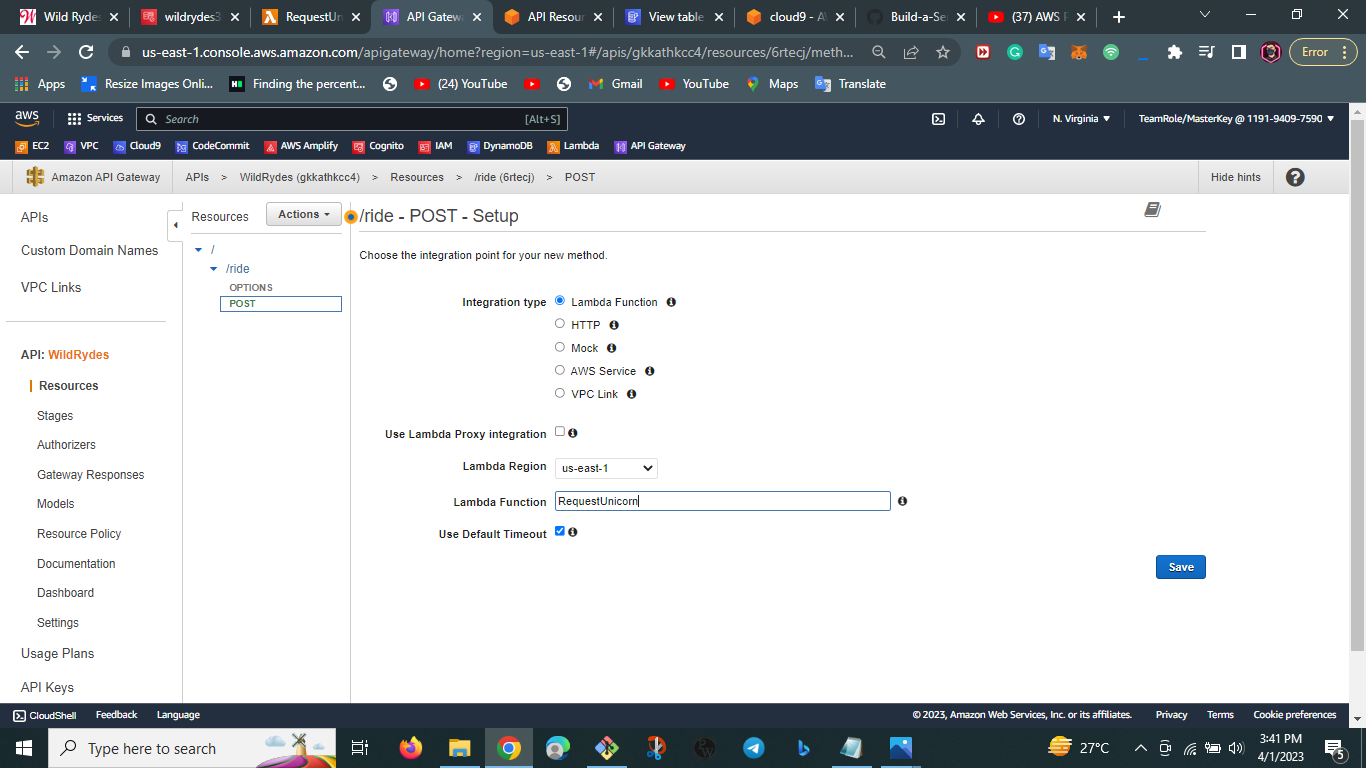 Wild Ryde
wildrydes3
RequestUn
API Gatew
API Resour
View table
cloud9 - A
Build-a-Se
(37) AWS P
us-east-1.console.aws.amazon.com/apigateway/home?region=us-east-1#/apis/gkkathkcc4/resources/6rtecj/meth...
Error
Apps
Resize Images Onli...
Finding the percent...
(24) YouTube
Gmail
YouTube
Maps
Translate
aws
Services
Search
[Alt+S]
N. Virginia
TeamRole/MasterKey @ 1191-9409-7590
EC2
VPC
Cloud9
CodeCommit
AWS Amplify
Cognito
IAM
DynamoDB
Lambda
API Gateway
Amazon API Gateway
APIs > WildRydes (gkkathkcc4) > Resources > /ride (6rtecj) > POST
Hide hints
APIs
Custom Domain Names
VPC Links
API: WildRydes
Resources
Stages
Authorizers
Gateway Responses
Models
Resource Policy
Documentation
Dashboard
Settings
Usage Plans
API Keys
Resources
Actions
/
/ride
OPTIONS
POST
/ride - POST - Setup
Choose the integration point for your new method.
Integration type
Lambda Function
HTTP
Mock
AWS Service
VPC Link
Use Lambda Proxy integration
Lambda Region us-east-1
Lambda Function RequestUnicorn
Use Default Timeout
Save
CloudShell
Feedback
Language
© 2023, Amazon Web Services, Inc. or its affiliates.
Privacy
Terms
Cookie preferences
Type here to search
27°C
3:41 PM
4/1/2023
5